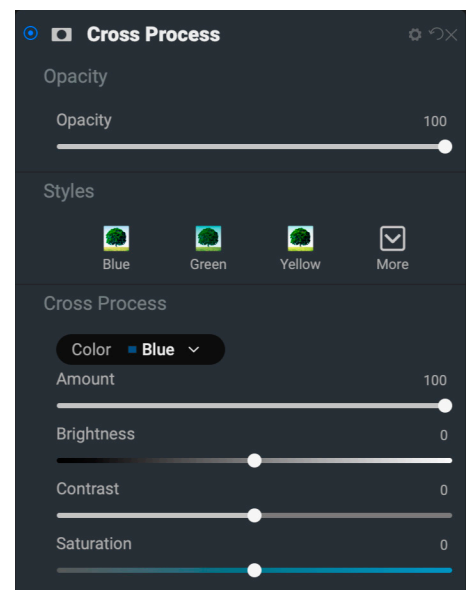 Cross Process
Opacity
Opacity 100
Styles
Blue Green Yellow More
Cross Process
Color Blue
Amount 100
Brightness 0
Contrast 0
Saturation 0